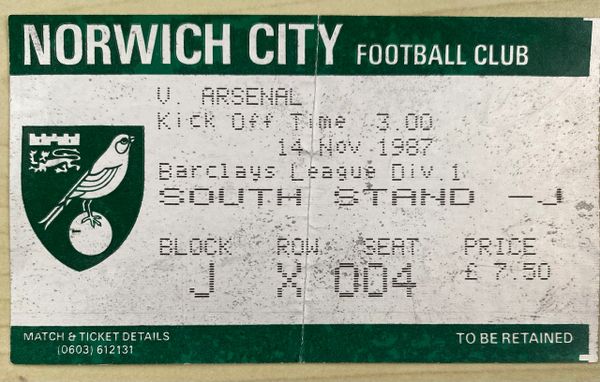 NORWICH CITY FOOTBALL CLUB
V. ARSENAL
Kick Off Time 3.00
14 Nov 1987
Barclays League Div.1
SOUTH STAND -J
BLOCK ROW SEAT PRICE
J X 004 £ 7.50
MATCH & TICKET DETAILS
(0603) 612131
TO BE RETAINED